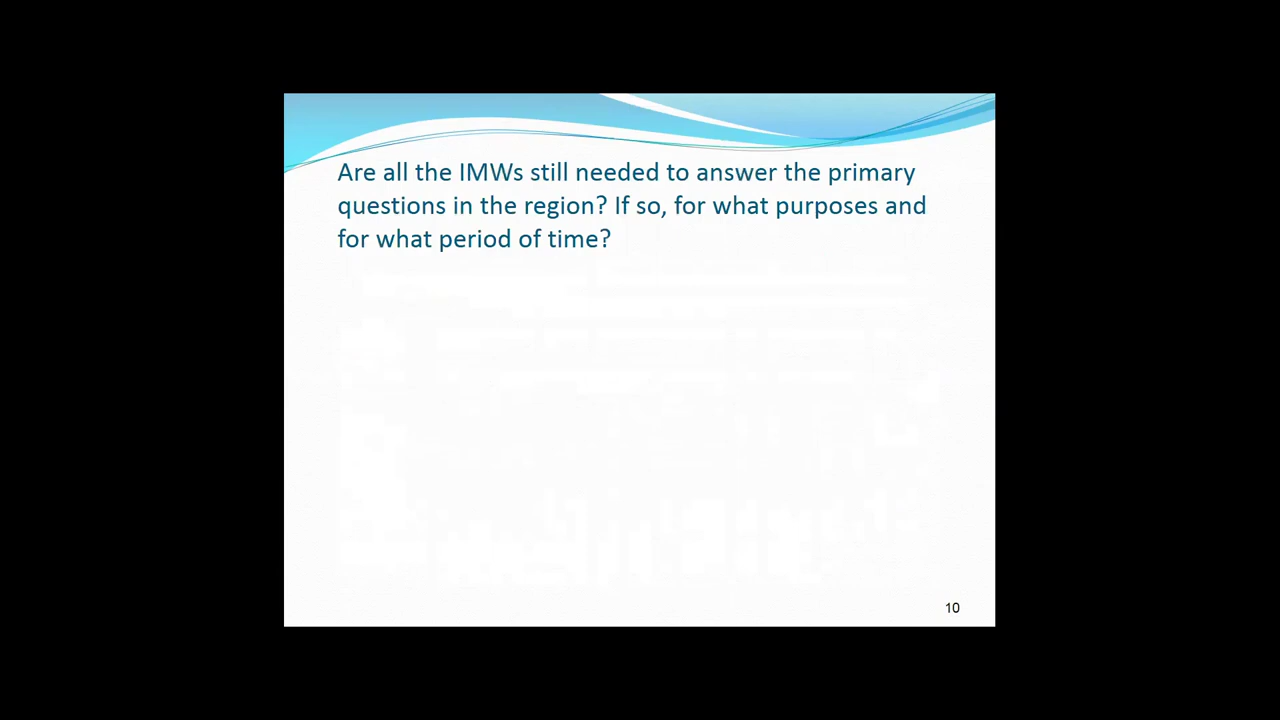 Are all the IMWs still needed to answer the primary
questions in the region? If so, for what purposes and
for what period of time?
10